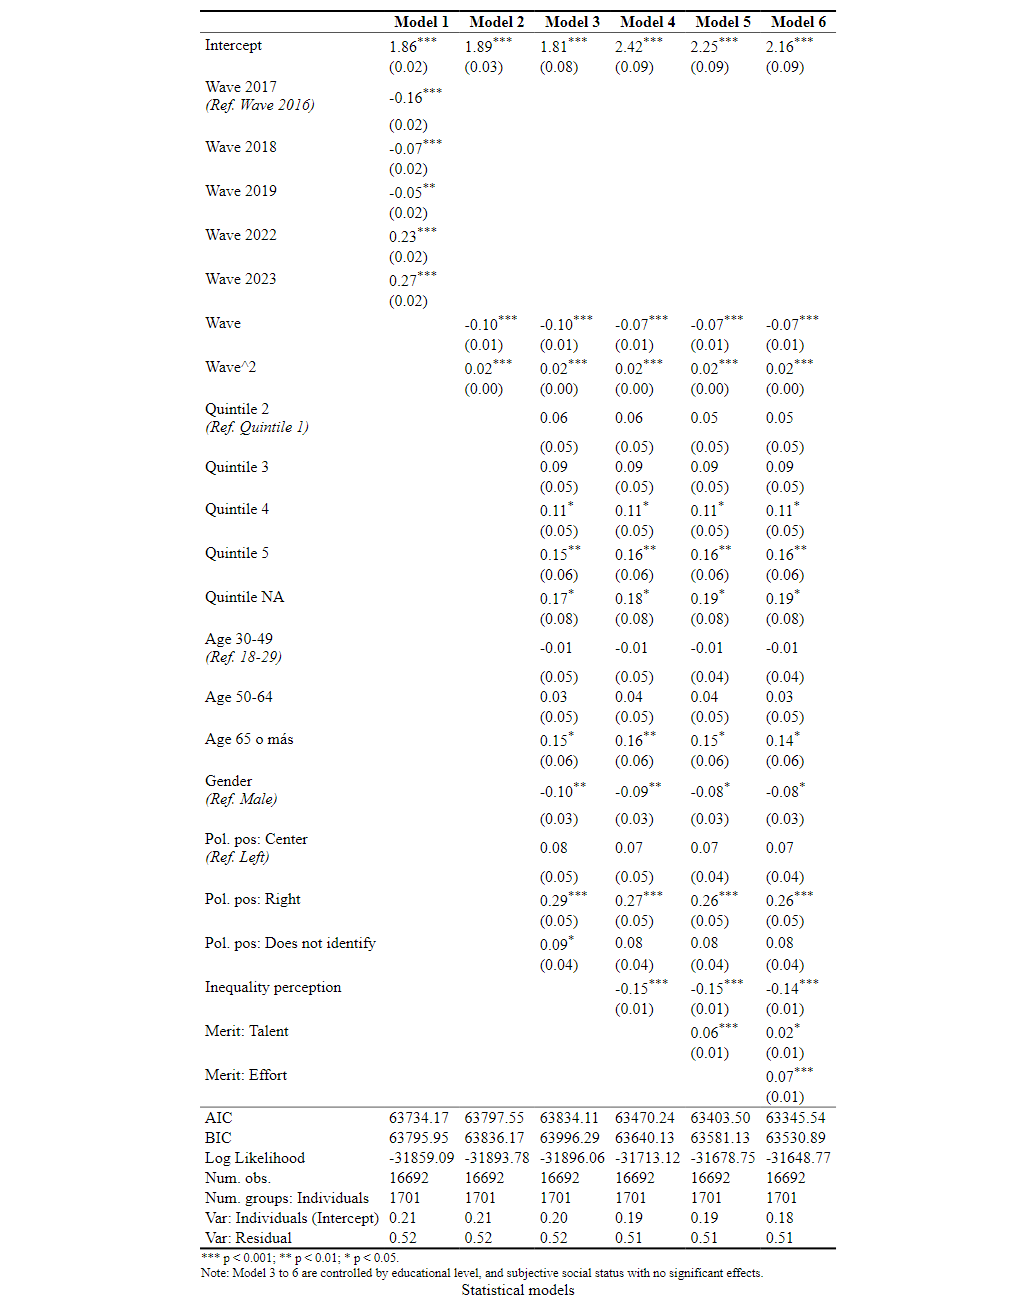 Model 1 Model 2 Model 3 Model 4 Model 5 Model 6
Intercept 1.86*** 1.89*** 1.81*** 2.42*** 2.25*** 2.16***
(0.02) (0.03) (0.08) (0.09) (0.09) (0.09)
Wave 2017
(Ref. Wave 2016) -0.16***
(0.02)
Wave 2018 -0.07***
(0.02)
Wave 2019 -0.05**
(0.02)
Wave 2022 0.23***
(0.02)
Wave 2023 0.27***
(0.02)
Wave -0.10*** -0.10*** -0.07*** -0.07*** -0.07***
(0.01) (0.01) (0.01) (0.01) (0.01)
Wave^2 0.02*** 0.02*** 0.02*** 0.02*** 0.02***
(0.00) (0.00) (0.00) (0.00) (0.00)
Quintile 2
(Ref. Quintile 1) 0.06 0.06 0.05 0.05
(0.05) (0.05) (0.05) (0.05)
Quintile 3 0.09 0.09 0.09 0.09
(0.05) (0.05) (0.05) (0.05)
Quintile 4 0.11* 0.11* 0.11* 0.11*
(0.05) (0.05) (0.05) (0.05)
Quintile 5 0.15** 0.16** 0.16** 0.16**
(0.06) (0.06) (0.06) (0.06)
Quintile NA 0.17* 0.18* 0.19* 0.19*
(0.08) (0.08) (0.08) (0.08)
Age 30-49
(Ref. 18-29) -0.01 -0.01 -0.01 -0.01
(0.05) (0.05) (0.04) (0.04)
Age 50-64 0.03 0.04 0.04 0.03
(0.05) (0.05) (0.05) (0.05)
Age 65 o más 0.15* 0.16** 0.15* 0.14*
(0.06) (0.06) (0.06) (0.06)
Gender
(Ref. Male) -0.10** -0.09** -0.08* -0.08*
(0.03) (0.03) (0.03) (0.03)
Pol. pos: Center
(Ref. Left) 0.08 0.07 0.07 0.07
(0.05) (0.05) (0.04) (0.04)
Pol. pos: Right 0.29*** 0.27*** 0.26*** 0.26***
(0.05) (0.05) (0.05) (0.05)
Pol. pos: Does not identify 0.09* 0.08 0.08 0.08
(0.04) (0.04) (0.04) (0.04)
Inequality perception -0.15*** -0.15*** -0.14***
(0.01) (0.01) (0.01)
Merit: Talent 0.06*** 0.02*
(0.01) (0.01)
Merit: Effort 0.07***
(0.01)
AIC 63734.17 63797.55 63834.11 63470.24 63403.50 63345.54
BIC 63795.95 63836.17 63996.29 63640.13 63581.13 63530.89
Log Likelihood -31859.09 -31893.78 -31896.06 -31713.12 -31678.75 -31648.77
Num. obs. 16692 16692 16692 16692 16692 16692
Num. groups: Individuals 1701 1701 1701 1701 1701 1701
Var: Individuals (Intercept) 0.21 0.21 0.20 0.19 0.19 0.18
Var: Residual 0.52 0.52 0.52 0.51 0.51 0.51
*** p < 0.001; ** p < 0.01; * p < 0.05.
Note: Model 3 to 6 are controlled by educational level, and subjective social status with no significant effects.
Statistical models